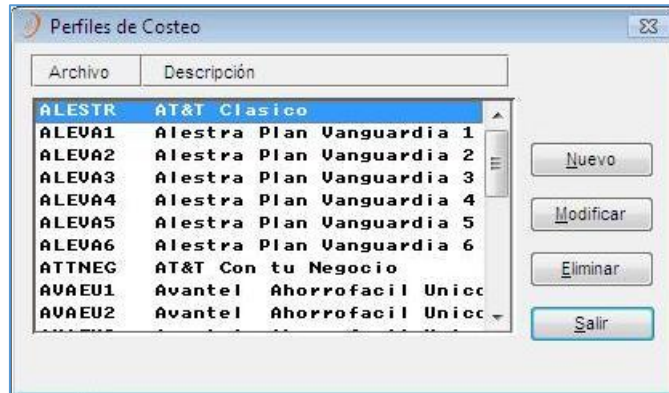 Perfiles de Costeo
Archivo Descripción
ALESTR AT&T Clasico
ALEVA1 Alestra Plan Vanguardia 1
ALEVA2 Alestra Plan Vanguardia 2
ALEVA3 Alestra Plan Vanguardia 3
ALEVA4 Alestra Plan Vanguardia 4
ALEVA5 Alestra Plan Vanguardia 5
ALEVA6 Alestra Plan Vanguardia 6
ATTNEG AT&T Con tu Negocio
AVAEU1 Avantel Ahorrofacil Unico
AVAEU2 Avantel Ahorrofacil Unico
Nuevo
Modificar
Eliminar
Salir